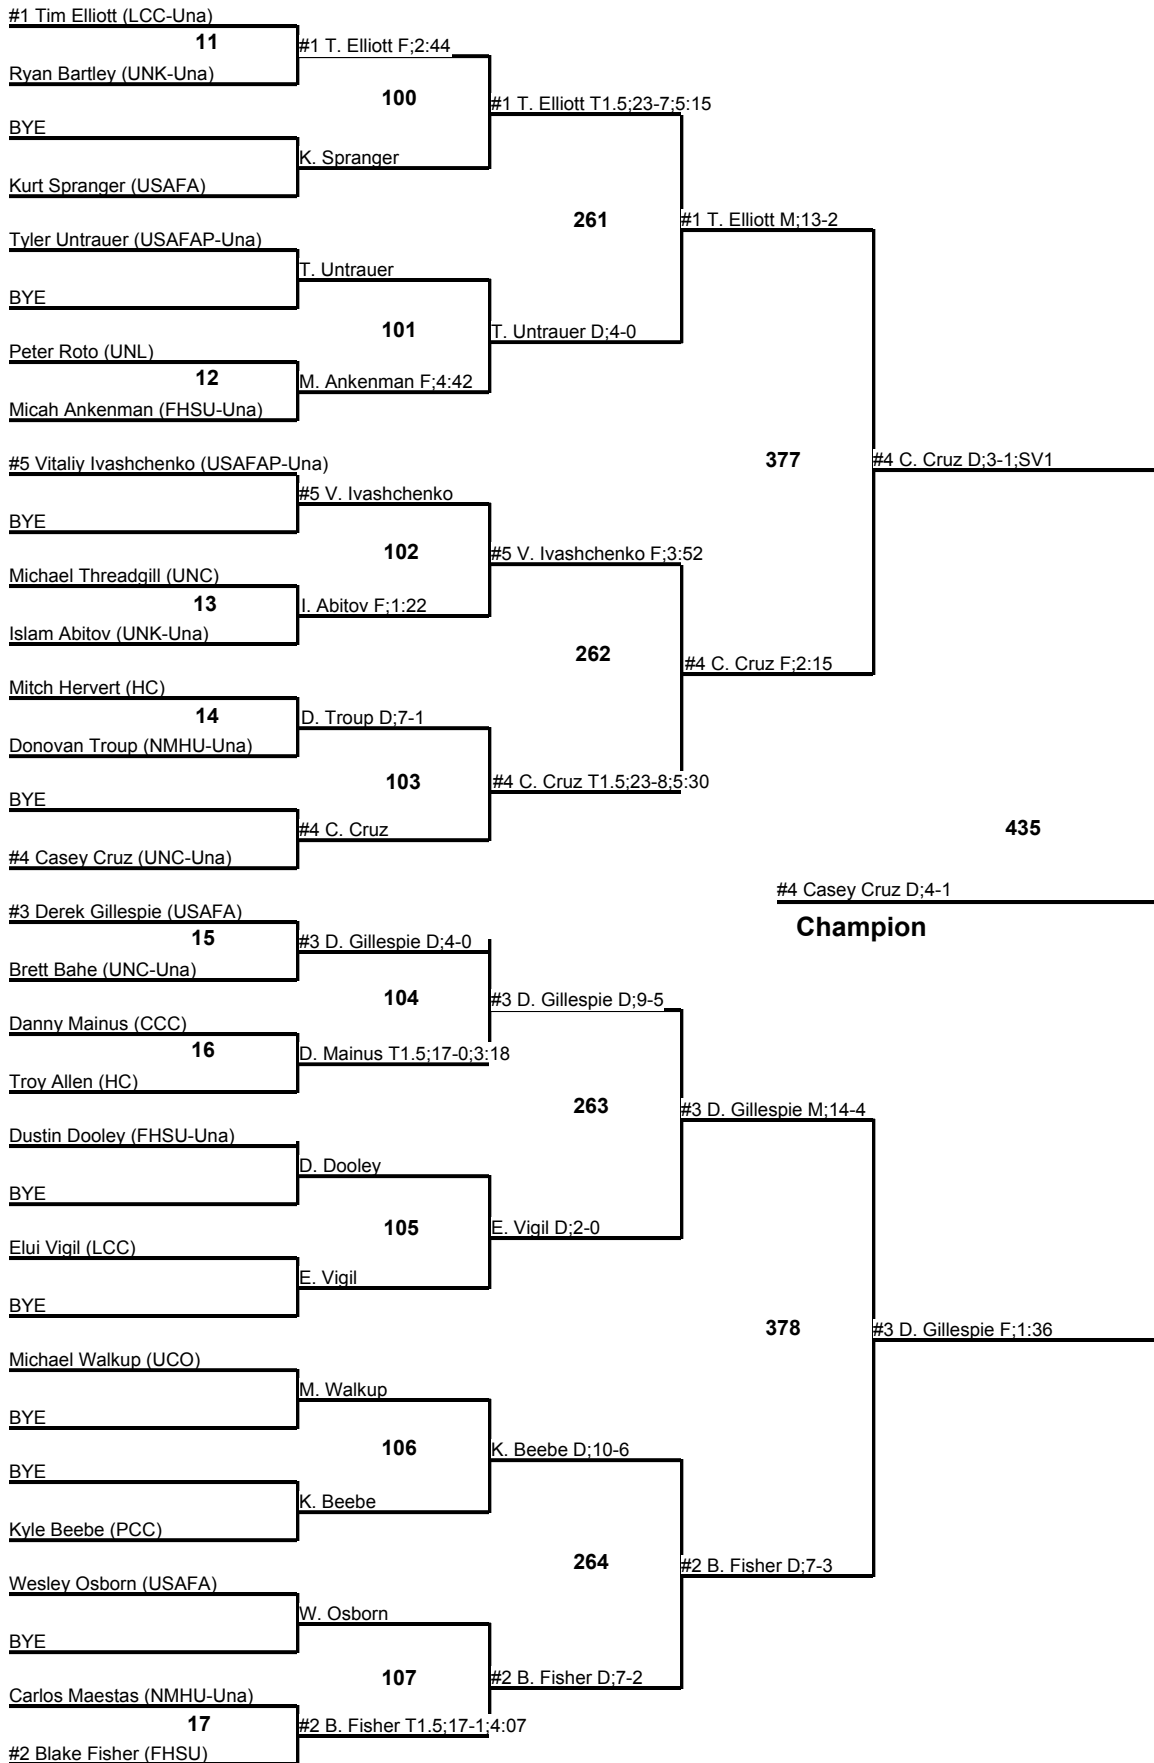 #1 Tim Elliott (LCC-Una)
11
#1 T. Elliott F;2:44
Ryan Bartley (UNK-Una)
100
#1 T. Elliott T1.5;23-7;5:15
BYE
K. Spranger
Kurt Spranger (USAFA)
261
#1 T. Elliott M;13-2
Tyler Untrauer (USAFAP-Una)
T. Untrauer
BYE
101
T. Untrauer D;4-0
Peter Roto (UNL)
12
M. Ankenman F;4:42
Micah Ankenman (FHSU-Una)
377
#4 C. Cruz D;3-1;SV1
#5 Vitaliy Ivashchenko (USAFAP-Una)
#5 V. Ivashchenko
BYE
102
#5 V. Ivashchenko F;3:52
Michael Threadgill (UNC)
13
I. Abitov F;1:22
Islam Abitov (UNK-Una)
262
#4 C. Cruz F;2:15
Mitch Hervert (HC)
14
D. Troup D;7-1
Donovan Troup (NMHU-Una)
103
#4 C. Cruz T1.5;23-8;5:30
BYE
#4 C. Cruz
#4 Casey Cruz (UNC-Una)
435
#4 Casey Cruz D;4-1
Champion
#3 Derek Gillespie (USAFA)
15
#3 D. Gillespie D;4-0
Brett Bahe (UNC-Una)
104
#3 D. Gillespie D;9-5
Danny Mainus (CCC)
16
D. Mainus T1.5;17-0;3:18
Troy Allen (HC)
263
#3 D. Gillespie M;14-4
Dustin Dooley (FHSU-Una)
D. Dooley
BYE
105
E. Vigil D;2-0
Elui Vigil (LCC)
E. Vigil
BYE
378
#3 D. Gillespie F;1:36
Michael Walkup (UCO)
M. Walkup
BYE
106
K. Beebe D;10-6
BYE
K. Beebe
Kyle Beebe (PCC)
264
#2 B. Fisher D;7-3
Wesley Osborn (USAFA)
W. Osborn
BYE
107
#2 B. Fisher D;7-2
Carlos Maestas (NMHU-Una)
17
#2 B. Fisher T1.5;17-1;4:07
#2 Blake Fisher (FHSU)